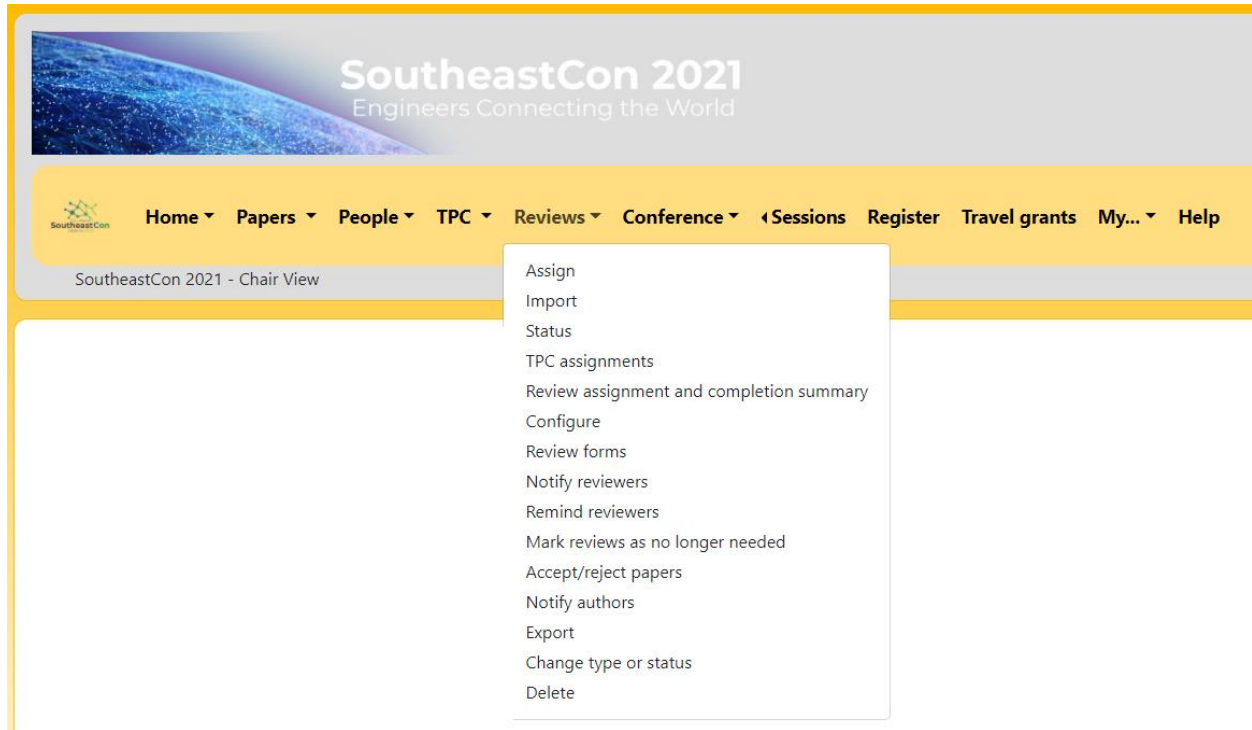 SoutheastCon 2021
Engineers Connecting the World
SoutheastCon
Home Papers People TPC Reviews Conference Sessions Register Travel grants My... Help
SoutheastCon 2021 - Chair View
Assign
Import
Status
TPC assignments
Review assignment and completion summary
Configure
Review forms
Notify reviewers
Remind reviewers
Mark reviews as no longer needed
Accept/reject papers
Notify authors
Export
Change type or status
Delete